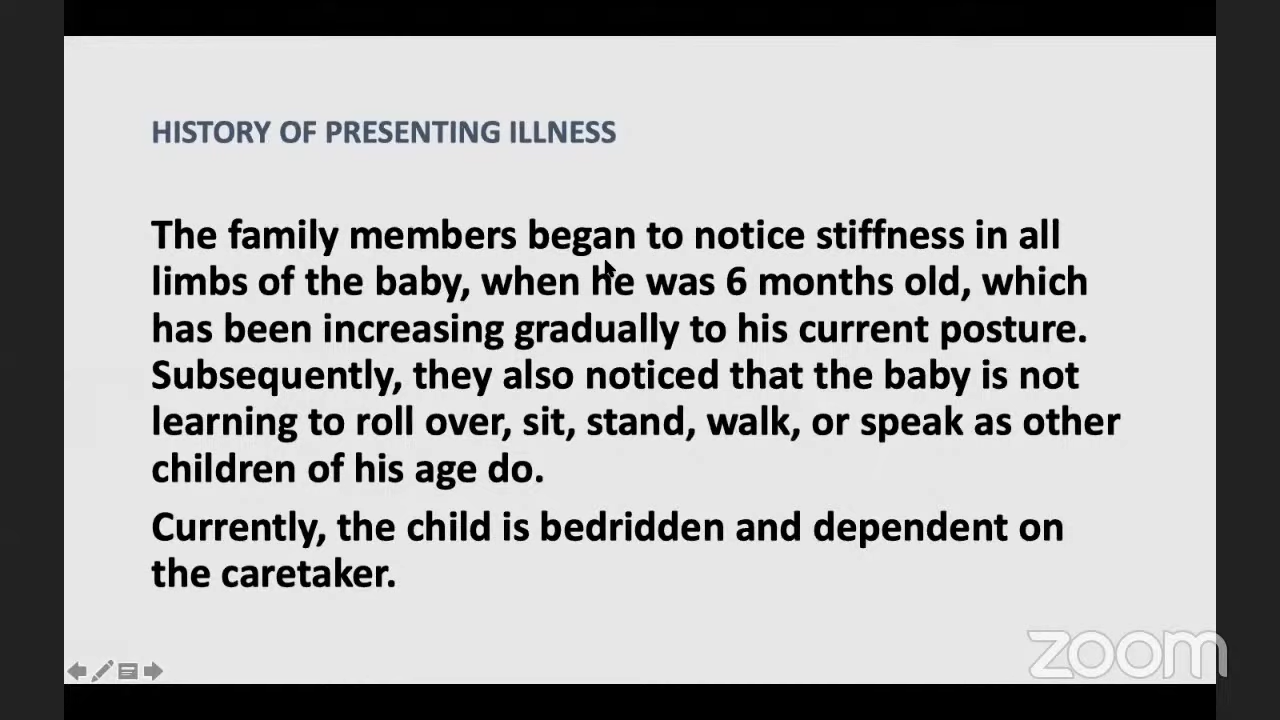 HISTORY OF PRESENTING ILLNESS
The family members began to notice stiffness in all
limbs of the baby, when he was 6 months old, which
has been increasing gradually to his current posture.
Subsequently, they also noticed that the baby is not
learning to roll over, sit, stand, walk, or speak as other
children of his age do.
Currently, the child is bedridden and dependent on
the caretaker.
zoom